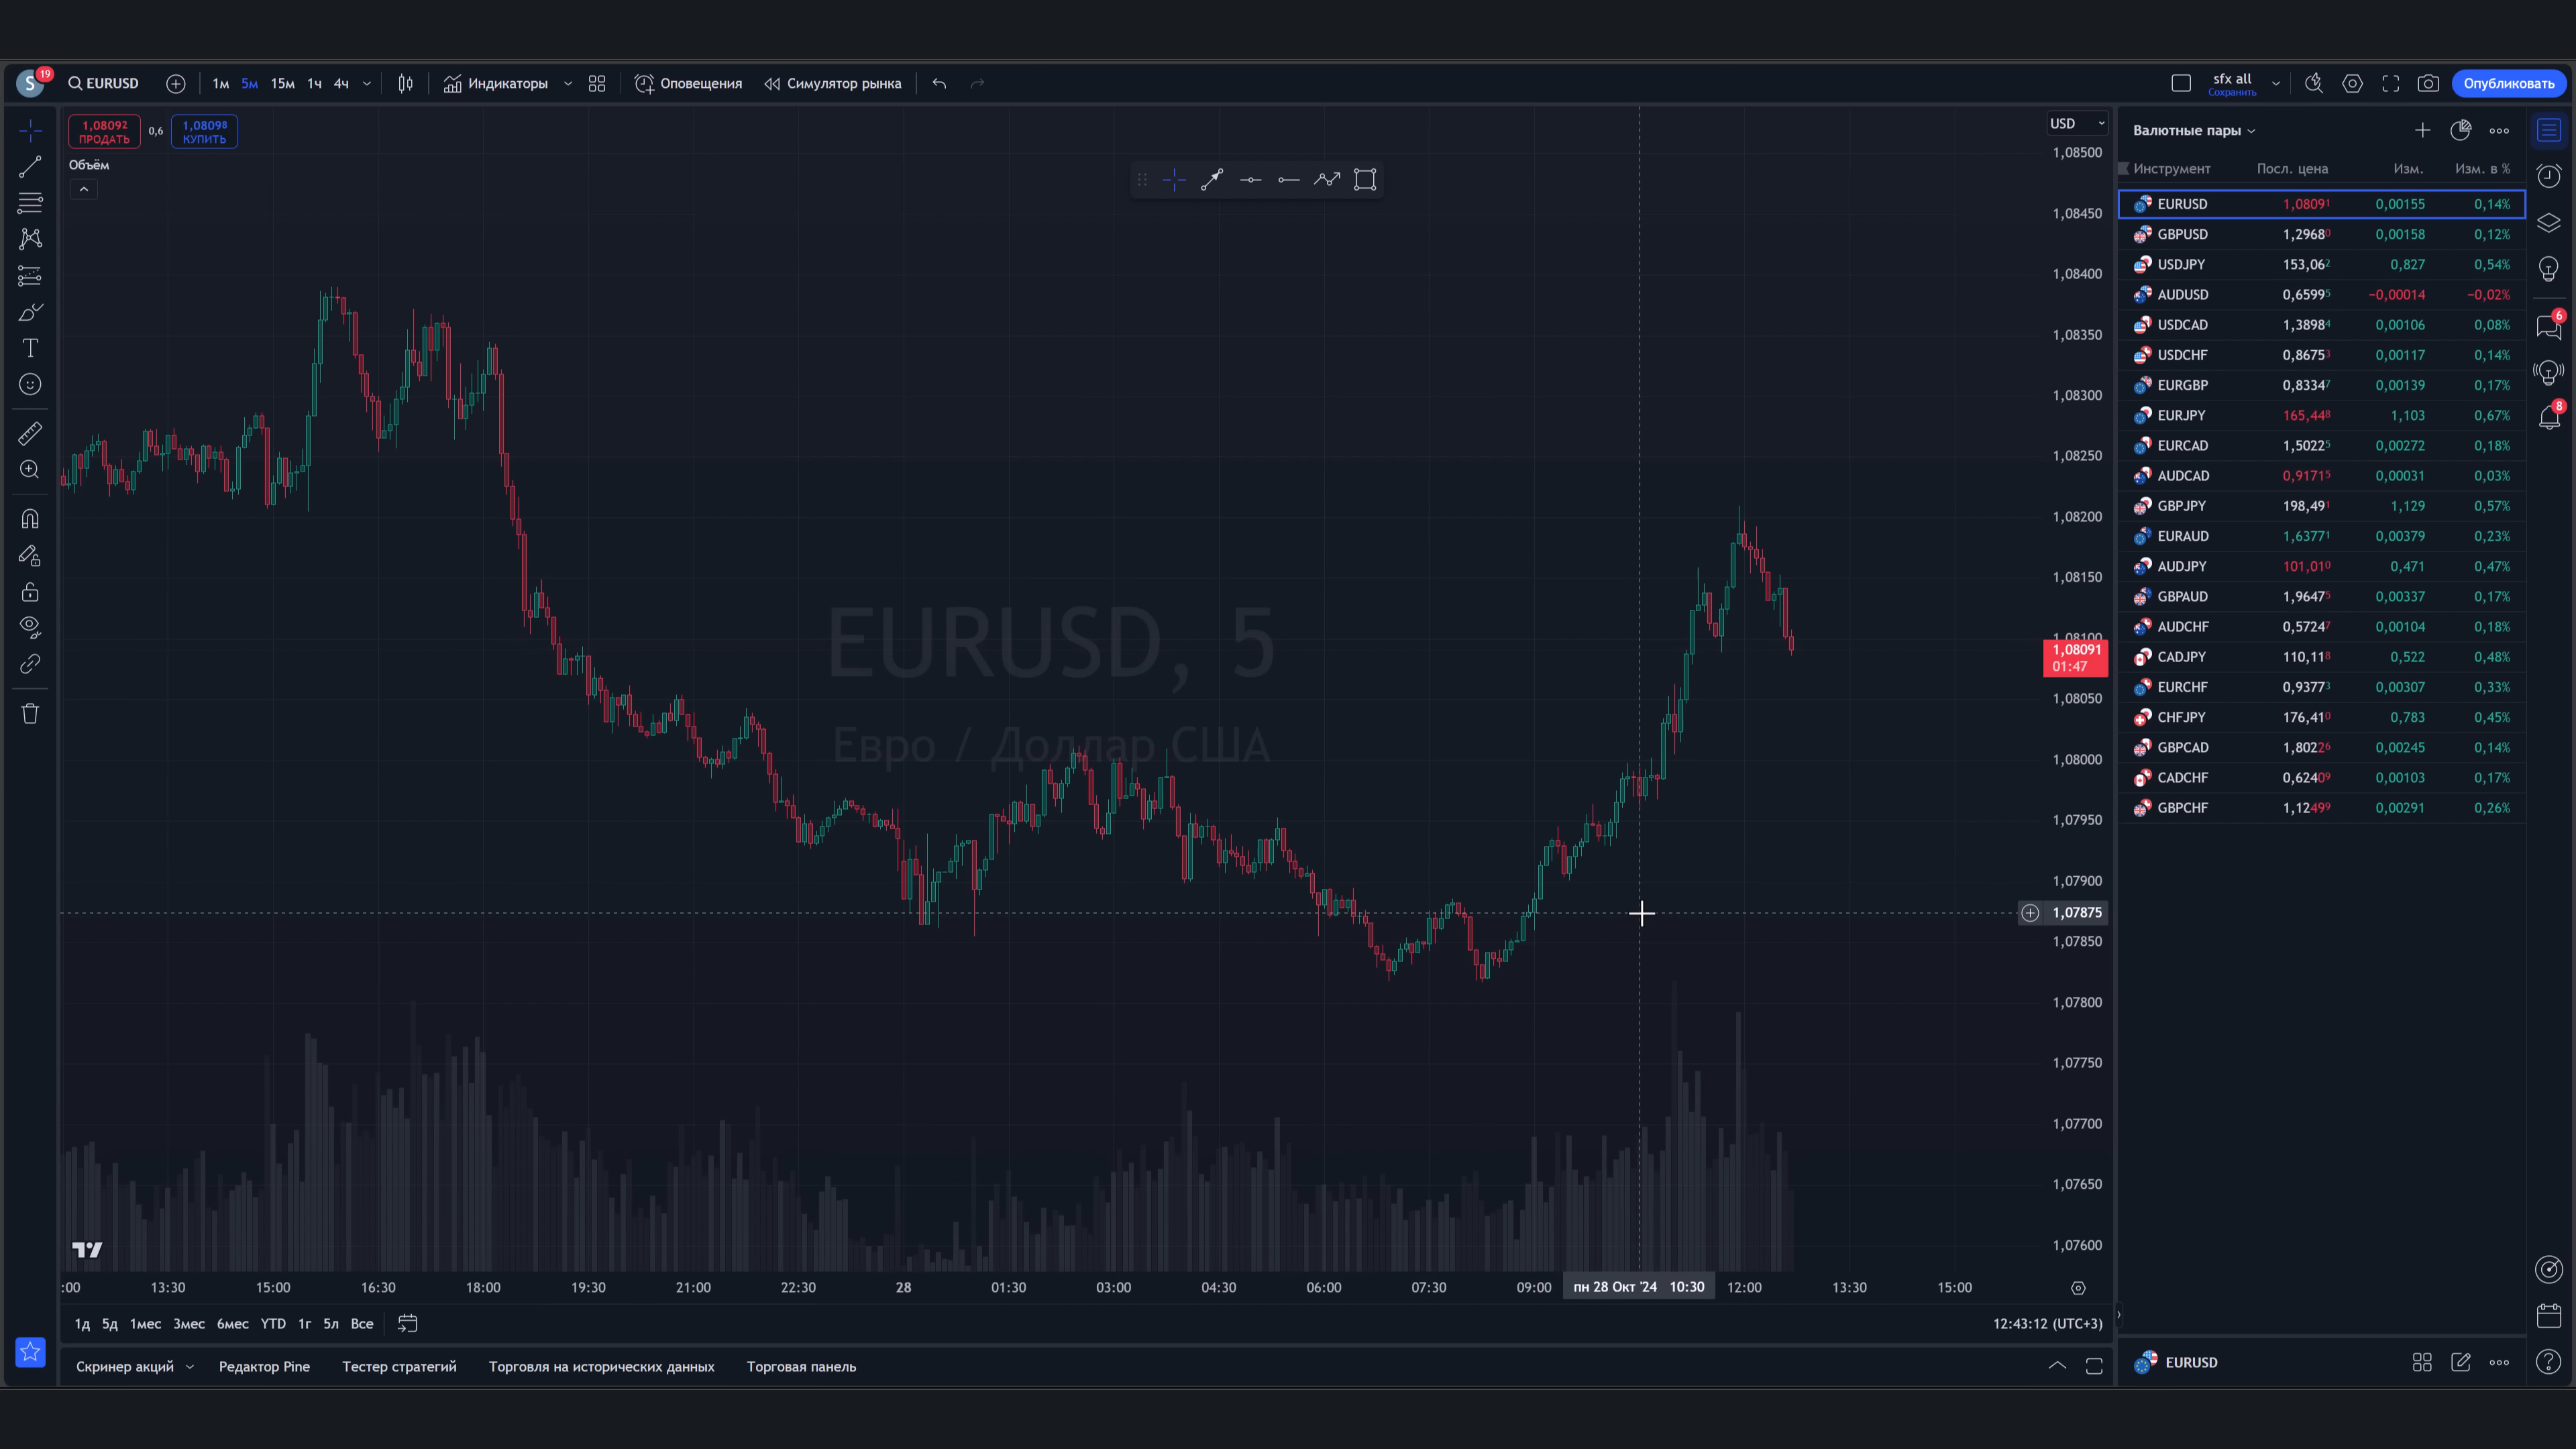 S 19 EURUSD 1м 5м 15м 1ч 4ч Индикаторы Оповещения Симулятор рынка sfx all Сохранить Опубликовать
1,08092 ПРОДАТЬ 0,6 1,08098 КУПИТЬ
Объём
USD
1,08500
1,08450
1,08400
1,08350
1,08300
1,08250
1,08200
1,08150
1,08100
1,08091
01:47
1,08050
1,08000
1,07950
1,07900
1,07875
1,07850
1,07800
1,07750
1,07700
1,07650
1,07600
EURUSD, 5
Евро / Доллар США
:00 13:30 15:00 16:30 18:00 19:30 21:00 22:30 28 01:30 03:00 04:30 06:00 07:30 09:00 пн 28 Окт '24 10:30 12:00 13:30 15:00
1д 5д 1мес 3мес 6мес YTD 1г 5л Все 12:43:12 (UTC+3)
Скринер акций Редактор Pine Тестер стратегий Торговля на исторических данных Торговая панель
Валютные пары
Инструмент Посл. цена Изм. Изм. в %
EURUSD 1,08091 0,00155 0,14%
GBPUSD 1,29680 0,00158 0,12%
USDJPY 153,062 0,827 0,54%
AUDUSD 0,65995 −0,00014 −0,02%
USDCAD 1,38984 0,00106 0,08%
USDCHF 0,86753 0,00117 0,14%
EURGBP 0,83347 0,00139 0,17%
EURJPY 165,448 1,103 0,67%
EURCAD 1,50225 0,00272 0,18%
AUDCAD 0,91715 0,00031 0,03%
GBPJPY 198,491 1,129 0,57%
EURAUD 1,63771 0,00379 0,23%
AUDJPY 101,010 0,471 0,47%
GBPAUD 1,96475 0,00337 0,17%
AUDCHF 0,57247 0,00104 0,18%
CADJPY 110,118 0,522 0,48%
EURCHF 0,93773 0,00307 0,33%
CHFJPY 176,410 0,783 0,45%
GBPCAD 1,80226 0,00245 0,14%
CADCHF 0,62409 0,00103 0,17%
GBPCHF 1,12499 0,00291 0,26%
EURUSD
6
8